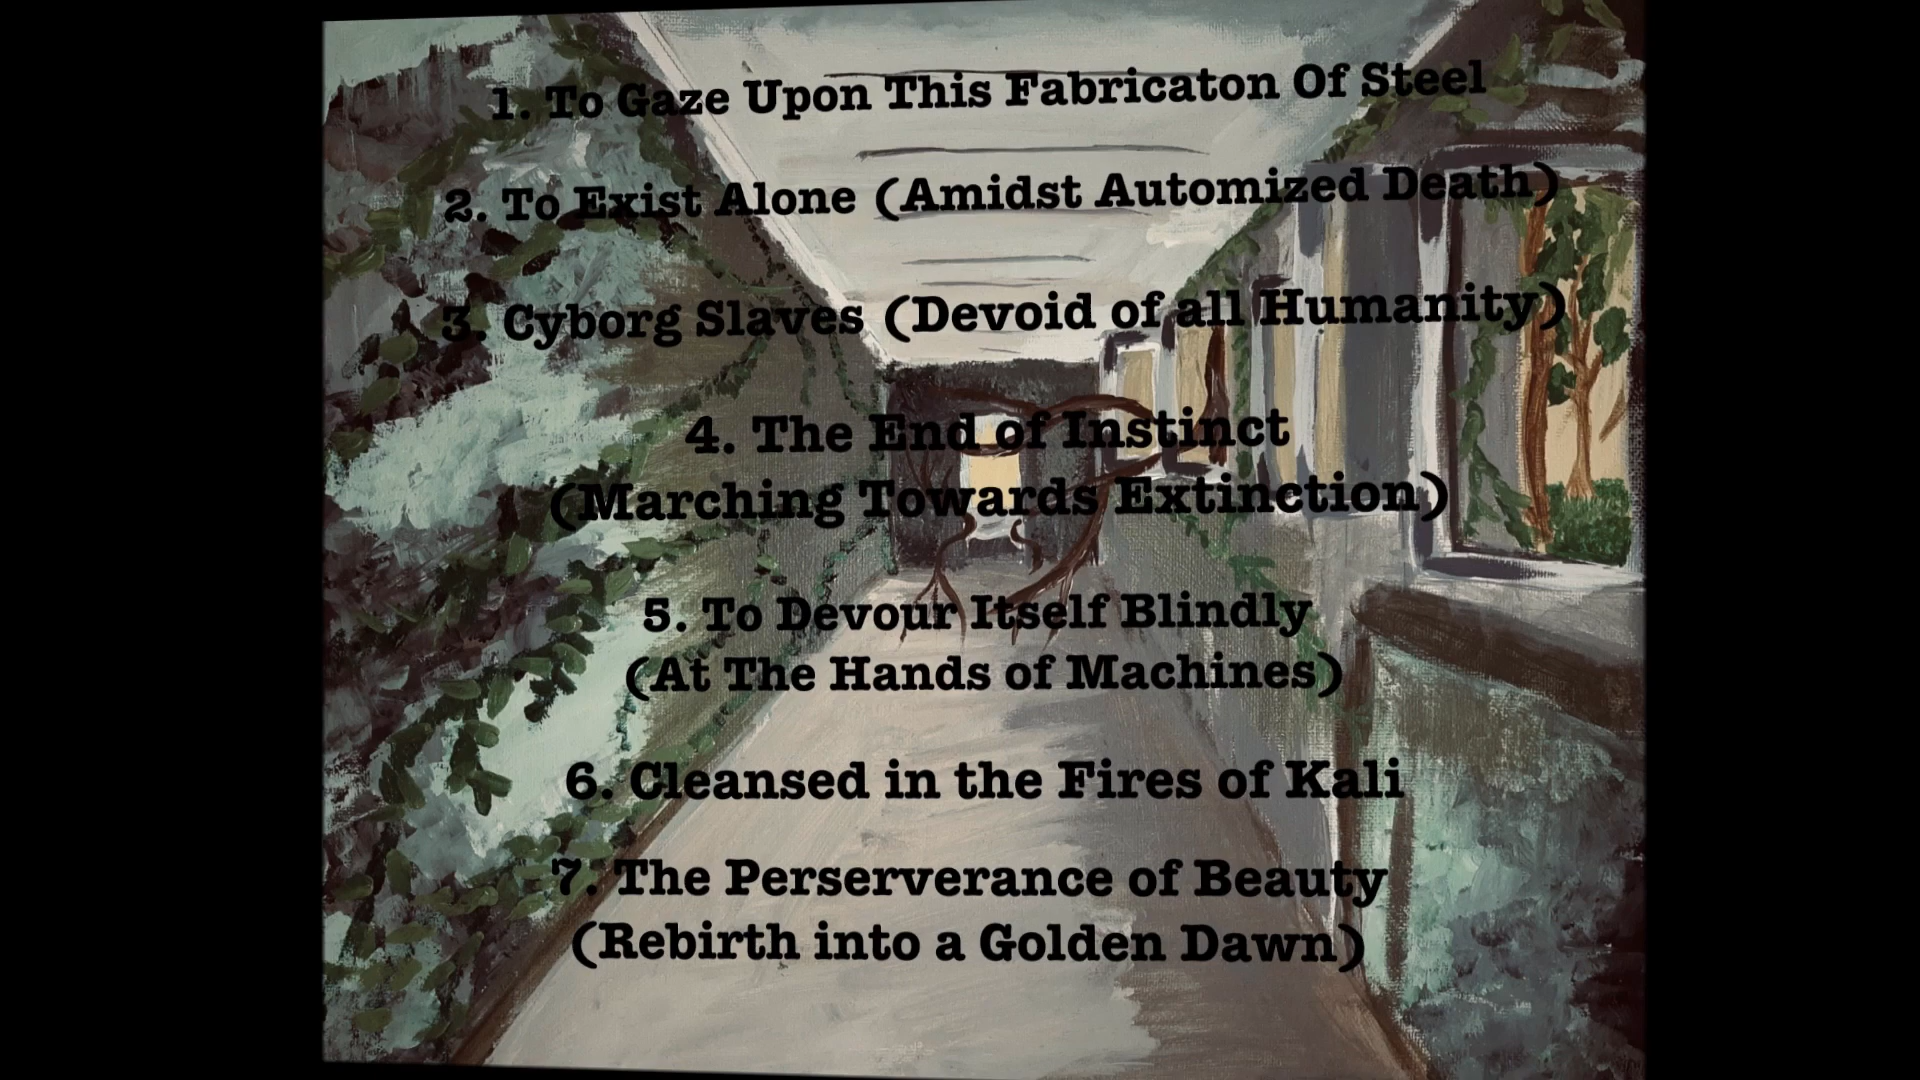 1. To Gaze Upon This Fabricaton Of Steel
2. To Exist Alone (Amidst Automized Death)
3. Cyborg Slaves (Devoid of all Humanity)
4. The End of Instinct
(Marching Towards Extinction)
5. To Devour Itself Blindly
(At The Hands of Machines)
6. Cleansed in the Fires of Kali
7. The Perserverance of Beauty
(Rebirth into a Golden Dawn)